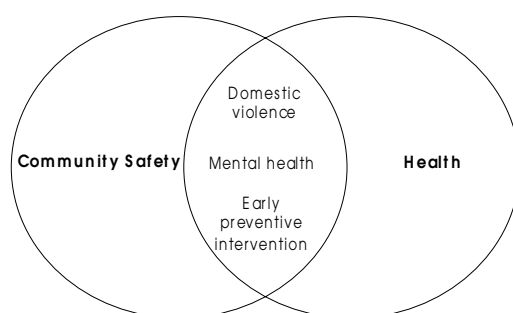 Domestic
violence
Community Safety
Mental health
Health
Early
preventive
intervention